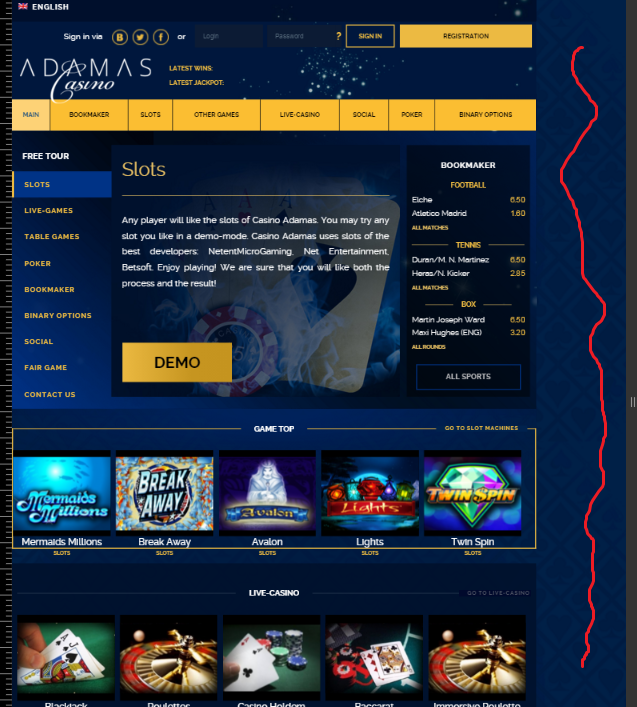 ENGLISH
Sign in via B or Login Password ? SIGN IN REGISTRATION
ADAMAS
Casino
LATEST WINS:
LATEST JACKPOT:
MAIN BOOKMAKER SLOTS OTHER GAMES LIVE-CASINO SOCIAL POKER BINARY OPTIONS
FREE TOUR
SLOTS
LIVE-GAMES
TABLE GAMES
POKER
BOOKMAKER
BINARY OPTIONS
SOCIAL
FAIR GAME
CONTACT US
Slots
Any player will like the slots of Casino Adamas. You may try any
slot you like in a demo-mode. Casino Adamas uses slots of the
best developers: NetentMicroGaming, Net Entertainment,
Betsoft. Enjoy playing! We are sure that you will like both the
process and the result!
DEMO
BOOKMAKER
FOOTBALL
Elche 6.50
Atletico Madrid 1.60
ALL MATCHES
TENNIS
Duran/M. N. Martinez 6.50
Heras/N. Kicker 2.85
ALL MATCHES
BOX
Martin Joseph Ward 6.50
Maxi Hughes (ENG) 3.20
ALL ROUNDS
ALL SPORTS
GAME TOP GO TO SLOT MACHINES
Mermaids Millions
BREAK AWAY
Avalon
Lights
TWIN SPIN
Mermaids Millions Break Away Avalon Lights Twin Spin
SLOTS SLOTS SLOTS SLOTS SLOTS
LIVE-CASINO GO TO LIVE-CASINO
Blackjack Roulettes Casino Holdem Baccarat Immersive Roulette